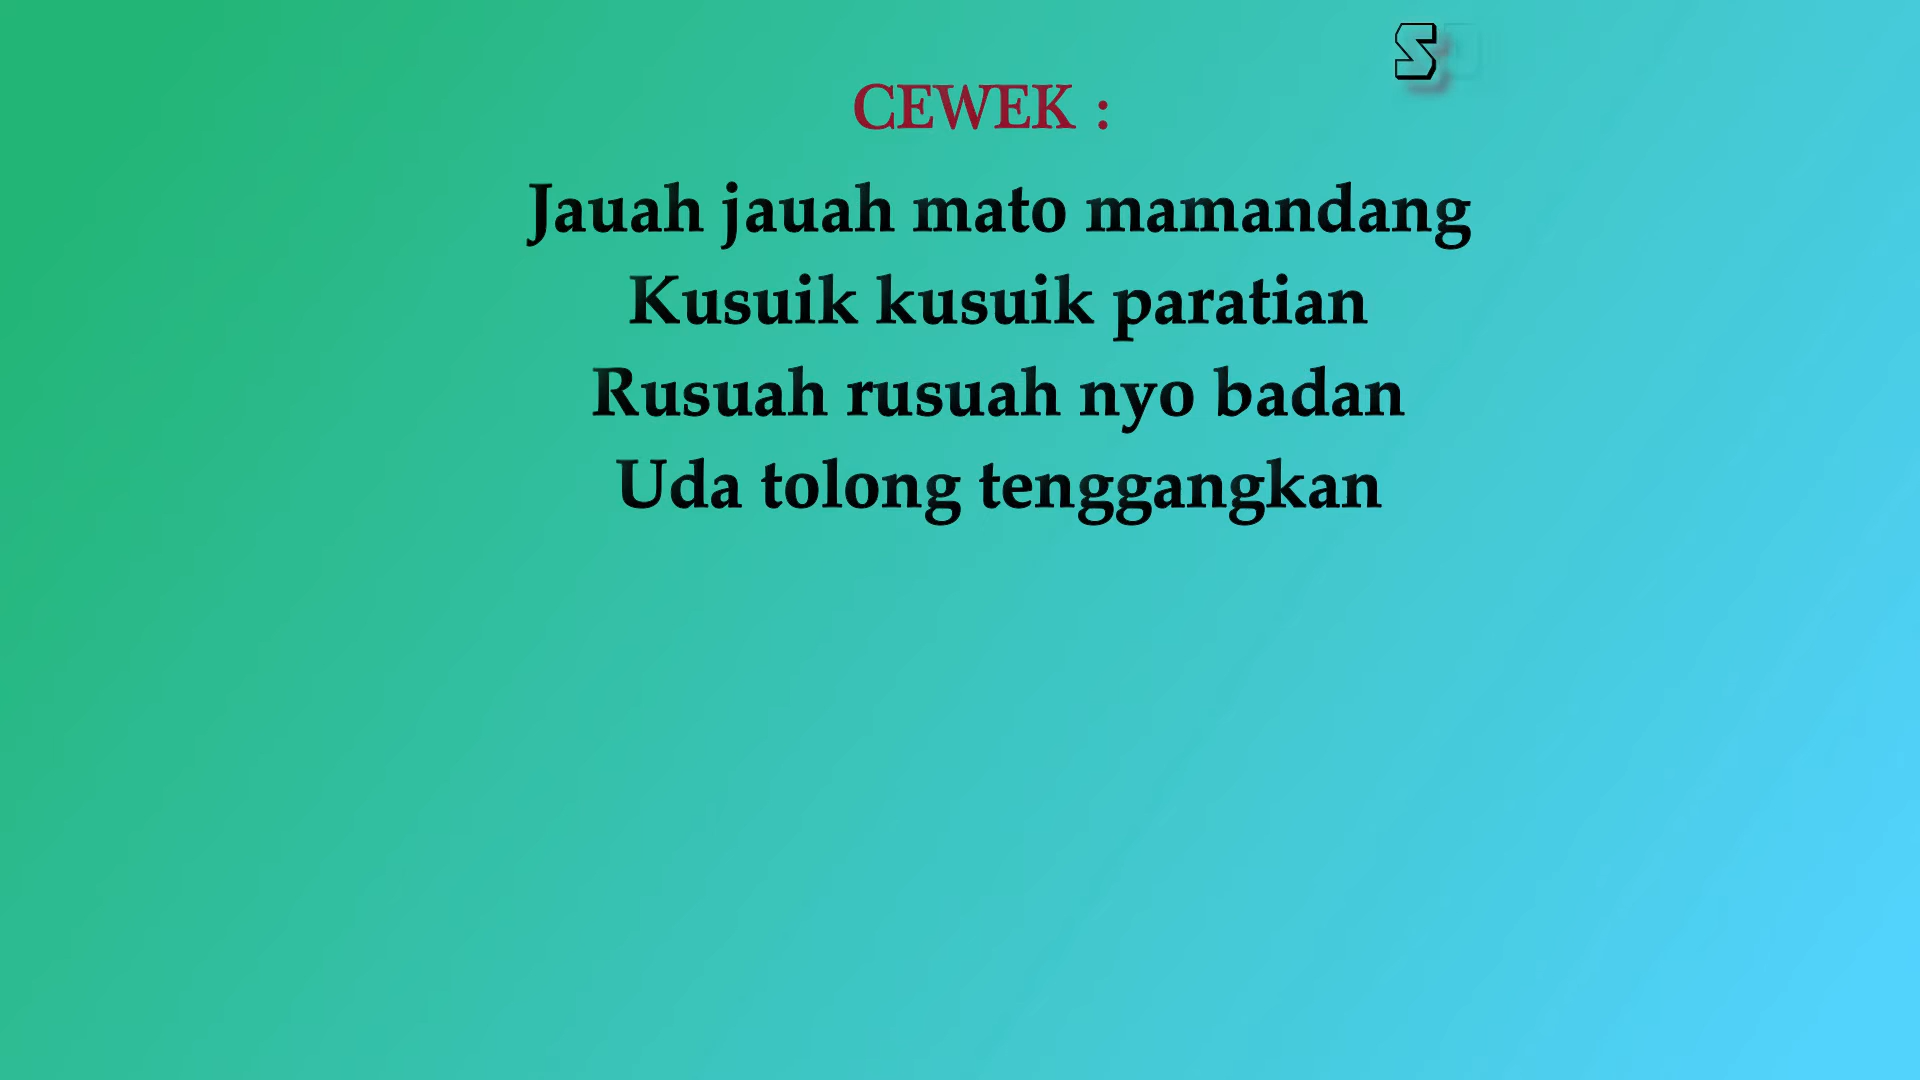 S
CEWEK :
Jauah jauah mato mamandang
Kusuik kusuik paratian
Rusuah rusuah nyo badan
Uda tolong tenggangkan